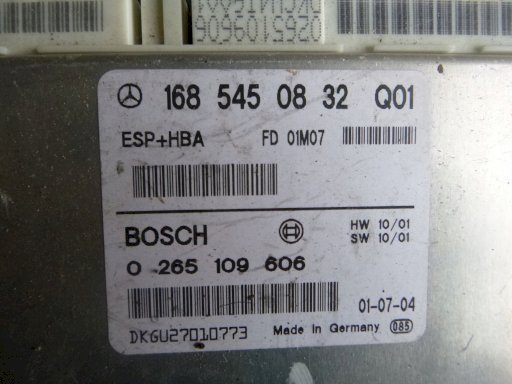 168 545 08 32 Q01
ESP+HBA FD 01M07
BOSCH HW 10/01
SW 10/01
0 265 109 606
01-07-04
DK6U27010773 Made in Germany 085